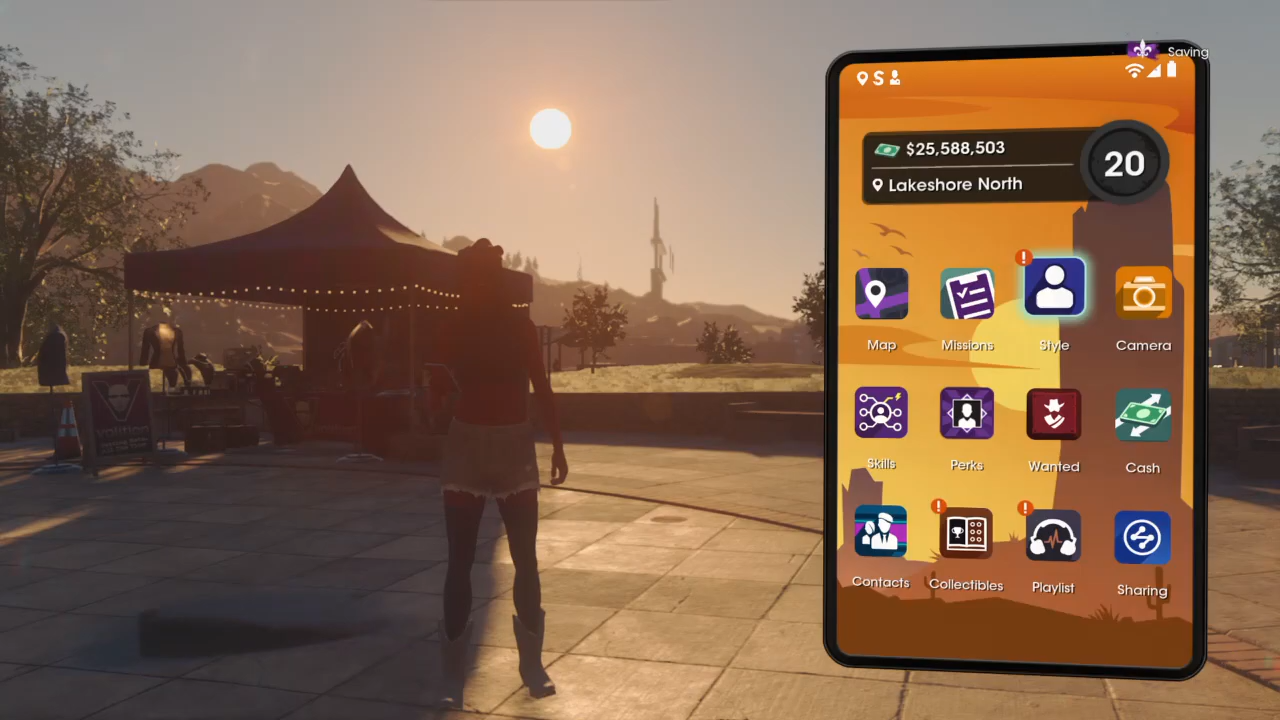 Saving
$25,588,503
20
Lakeshore North
Map
Missions
Style
Camera
Skills
Perks
Wanted
Cash
Contacts
Collectibles
Playlist
Sharing